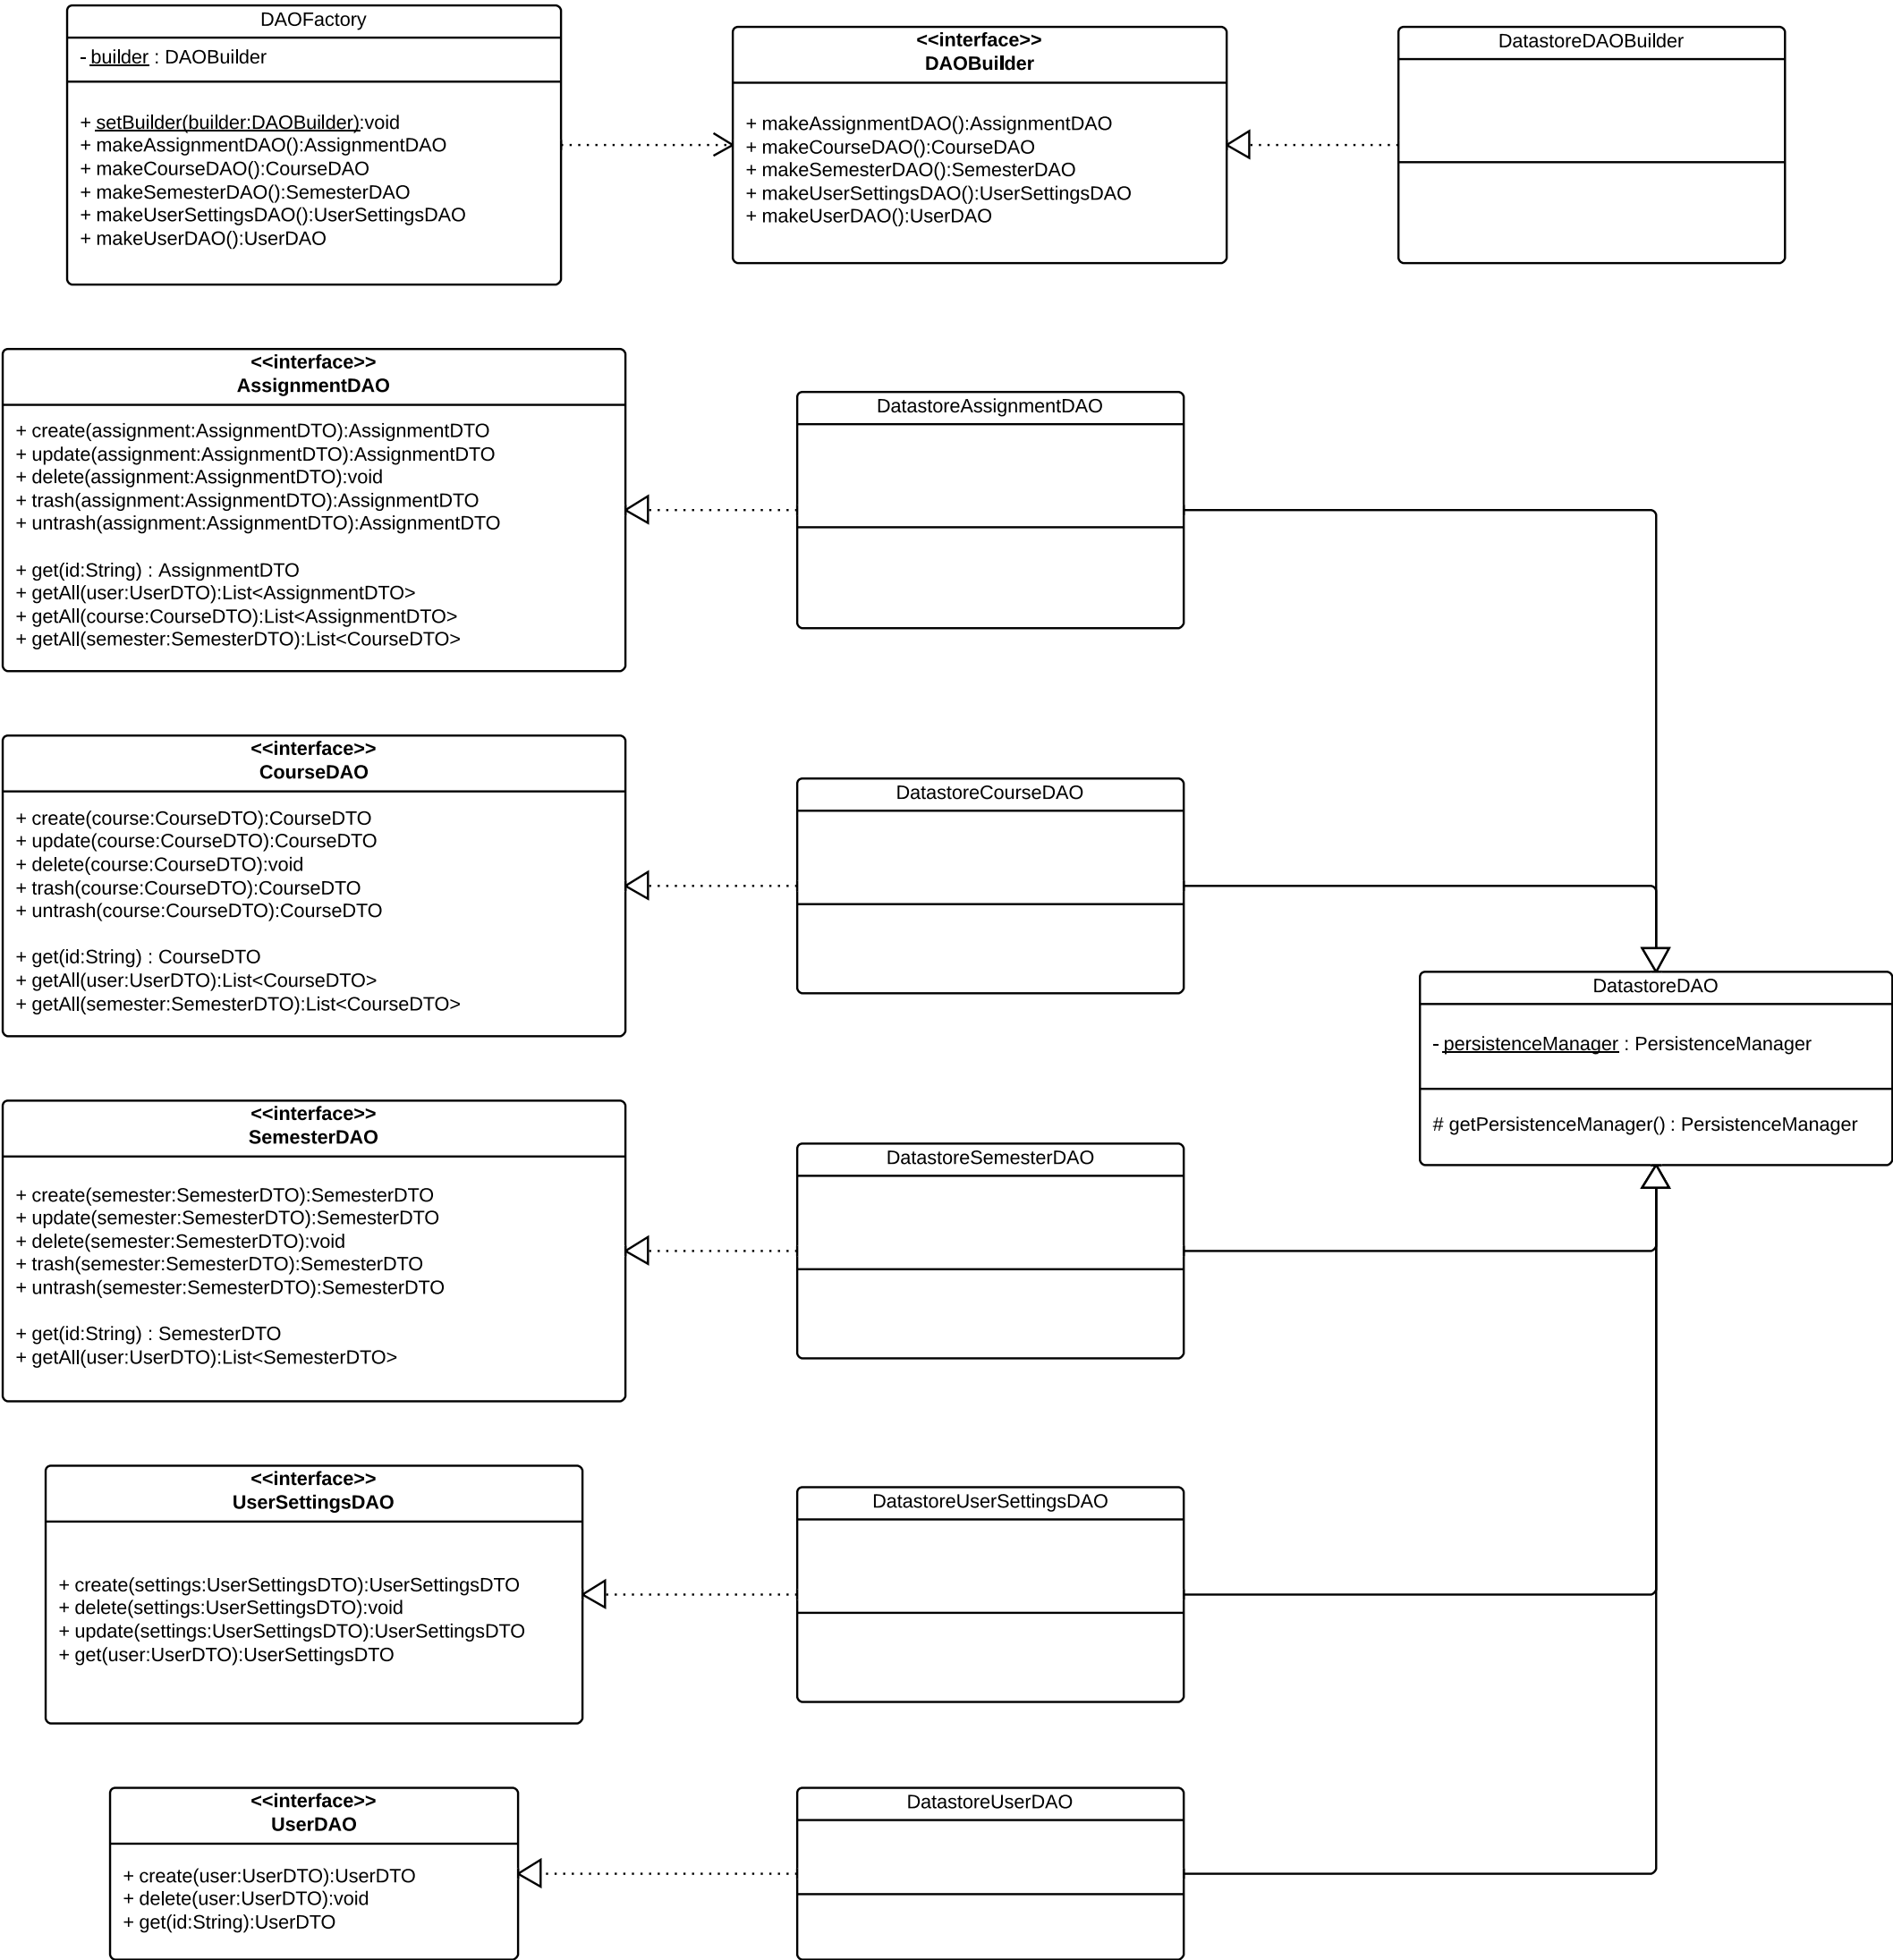 DAOFactory
- builder : DAOBuilder
+ setBuilder(builder:DAOBuilder):void
+ makeAssignmentDAO():AssignmentDAO
+ makeCourseDAO():CourseDAO
+ makeSemesterDAO():SemesterDAO
+ makeUserSettingsDAO():UserSettingsDAO
+ makeUserDAO():UserDAO
<<interface>>
DAOBuilder
+ makeAssignmentDAO():AssignmentDAO
+ makeCourseDAO():CourseDAO
+ makeSemesterDAO():SemesterDAO
+ makeUserSettingsDAO():UserSettingsDAO
+ makeUserDAO():UserDAO
DatastoreDAOBuilder
<<interface>>
AssignmentDAO
+ create(assignment:AssignmentDTO):AssignmentDTO
+ update(assignment:AssignmentDTO):AssignmentDTO
+ delete(assignment:AssignmentDTO):void
+ trash(assignment:AssignmentDTO):AssignmentDTO
+ untrash(assignment:AssignmentDTO):AssignmentDTO
+ get(id:String) : AssignmentDTO
+ getAll(user:UserDTO):List<AssignmentDTO>
+ getAll(course:CourseDTO):List<AssignmentDTO>
+ getAll(semester:SemesterDTO):List<CourseDTO>
DatastoreAssignmentDAO
<<interface>>
CourseDAO
+ create(course:CourseDTO):CourseDTO
+ update(course:CourseDTO):CourseDTO
+ delete(course:CourseDTO):void
+ trash(course:CourseDTO):CourseDTO
+ untrash(course:CourseDTO):CourseDTO
+ get(id:String) : CourseDTO
+ getAll(user:UserDTO):List<CourseDTO>
+ getAll(semester:SemesterDTO):List<CourseDTO>
DatastoreCourseDAO
DatastoreDAO
- persistenceManager : PersistenceManager
# getPersistenceManager() : PersistenceManager
<<interface>>
SemesterDAO
+ create(semester:SemesterDTO):SemesterDTO
+ update(semester:SemesterDTO):SemesterDTO
+ delete(semester:SemesterDTO):void
+ trash(semester:SemesterDTO):SemesterDTO
+ untrash(semester:SemesterDTO):SemesterDTO
+ get(id:String) : SemesterDTO
+ getAll(user:UserDTO):List<SemesterDTO>
DatastoreSemesterDAO
<<interface>>
UserSettingsDAO
+ create(settings:UserSettingsDTO):UserSettingsDTO
+ delete(settings:UserSettingsDTO):void
+ update(settings:UserSettingsDTO):UserSettingsDTO
+ get(user:UserDTO):UserSettingsDTO
DatastoreUserSettingsDAO
<<interface>>
UserDAO
+ create(user:UserDTO):UserDTO
+ delete(user:UserDTO):void
+ get(id:String):UserDTO
DatastoreUserDAO